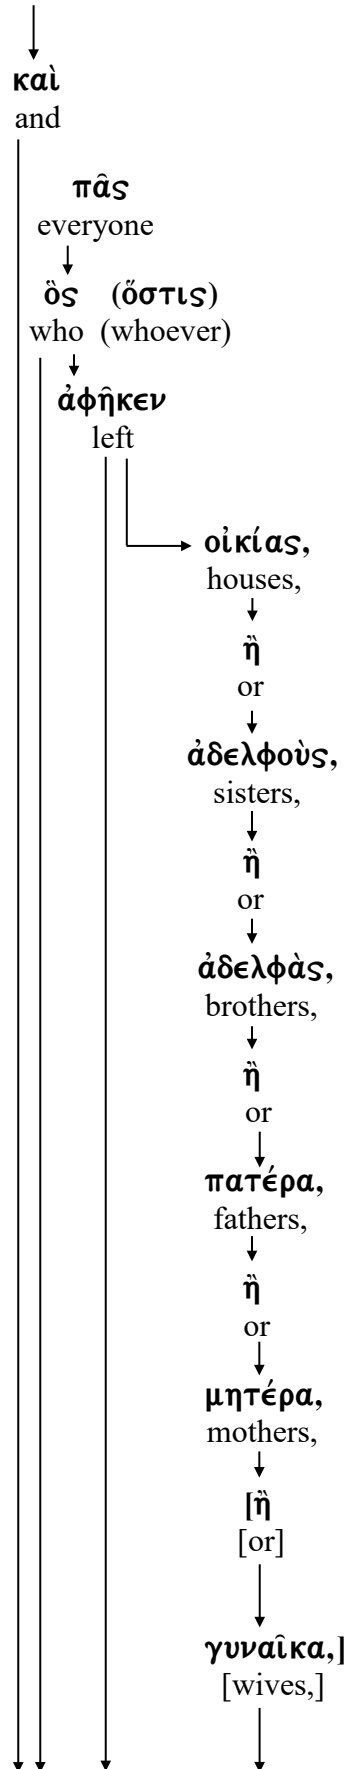 καὶ
and
πᾶς
everyone
ὃς (ὅστις)
who (whoever)
ἀφῆκεν
left
οἰκίας,
houses,
ἢ
or
ἀδελφοὺς,
sisters,
ἢ
or
ἀδελφὰς,
brothers,
ἢ
or
πατέρα,
fathers,
ἢ
or
μητέρα,
mothers,
[ἢ
[or]
γυναῖκα,]
[wives,]